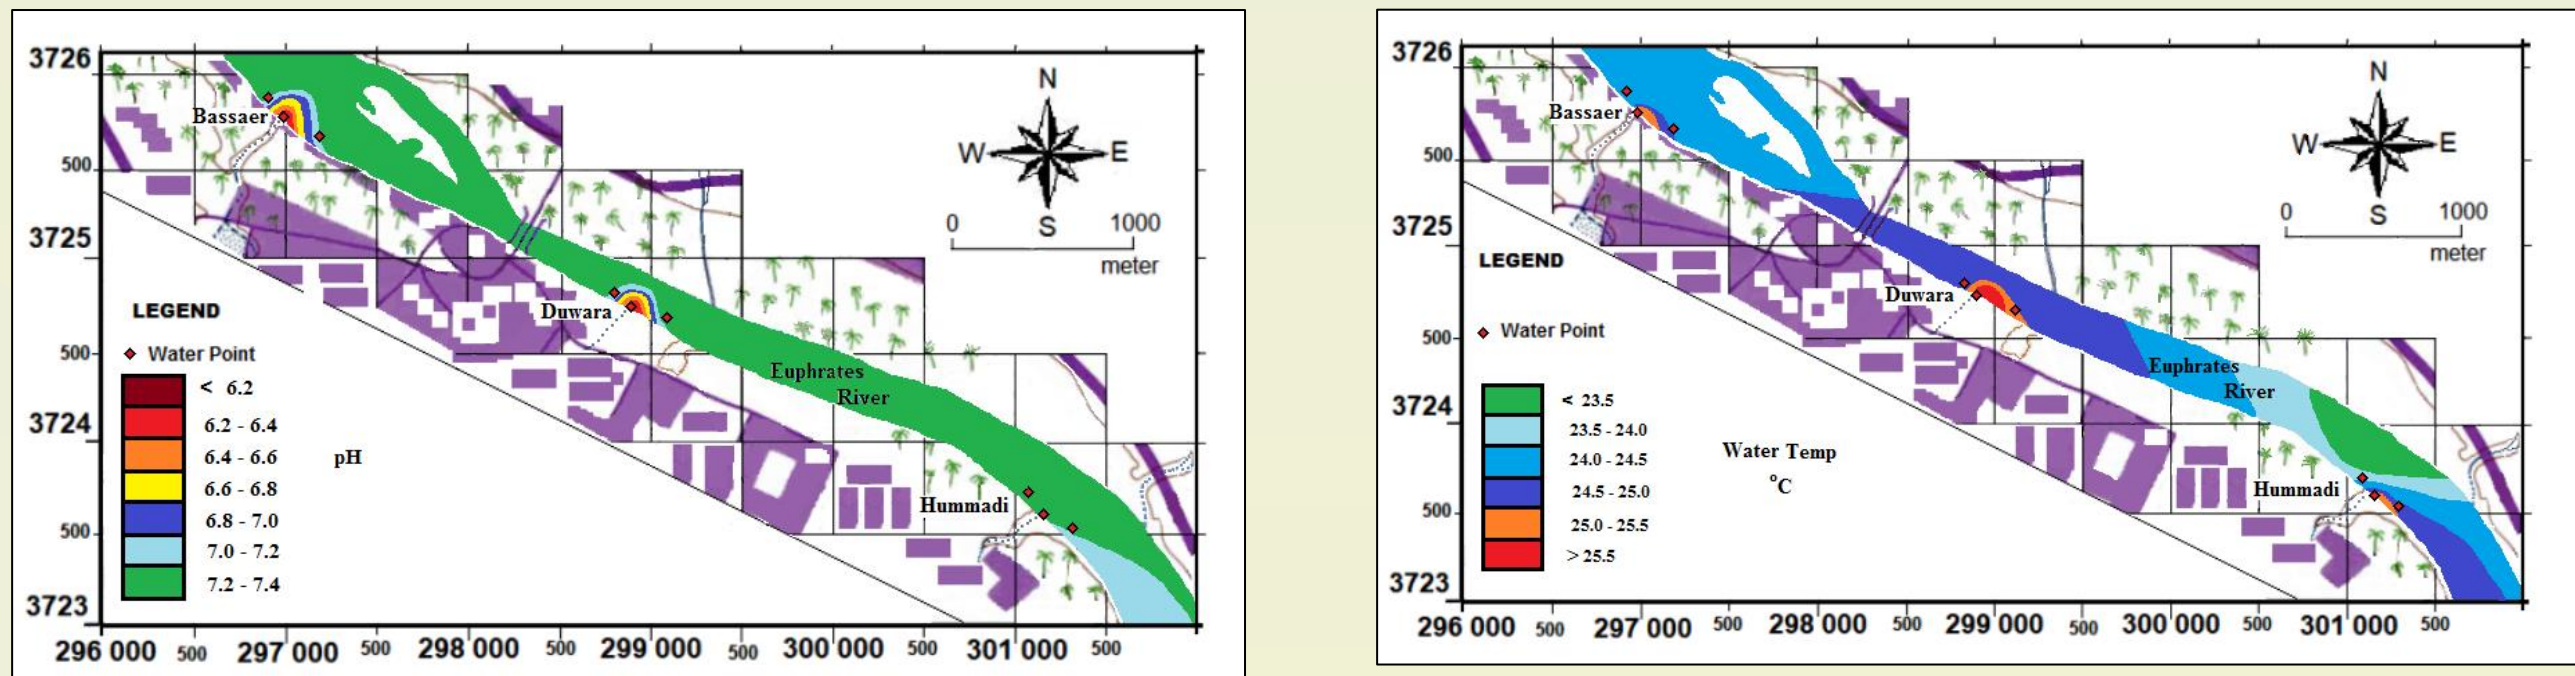 3726
500
3725
500
3724
500
3723
296 000 500 297 000 500 298 000 500 299 000 500 300 000 500 301 000 500
Bassaer
Duwara
Euphrates
River
Hummadi
N
W E
S
0 1000
meter
LEGEND
Water Point
< 6.2
6.2 - 6.4
6.4 - 6.6
6.6 - 6.8
6.8 - 7.0
7.0 - 7.2
7.2 - 7.4
pH
3726
500
3725
500
3724
500
3723
296 000 500 297 000 500 298 000 500 299 000 500 300 000 500 301 000 500
Bassaer
Duwara
Euphrates
River
Hummadi
N
W E
S
0 1000
meter
LEGEND
Water Point
< 23.5
23.5 - 24.0
24.0 - 24.5
24.5 - 25.0
25.0 - 25.5
> 25.5
Water Temp
°C